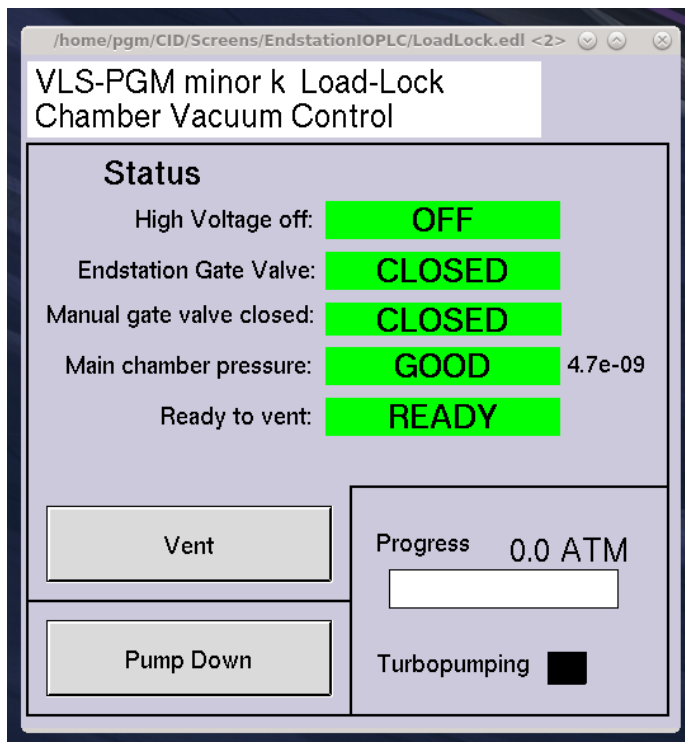 /home/pgm/CID/Screens/EndstationIOPLC/LoadLock.edl <2>
VLS-PGM minor k Load-Lock
Chamber Vacuum Control
Status
High Voltage off: OFF
Endstation Gate Valve: CLOSED
Manual gate valve closed: CLOSED
Main chamber pressure: GOOD 4.7e-09
Ready to vent: READY
Vent
Pump Down
Progress 0.0 ATM
Turbopumping